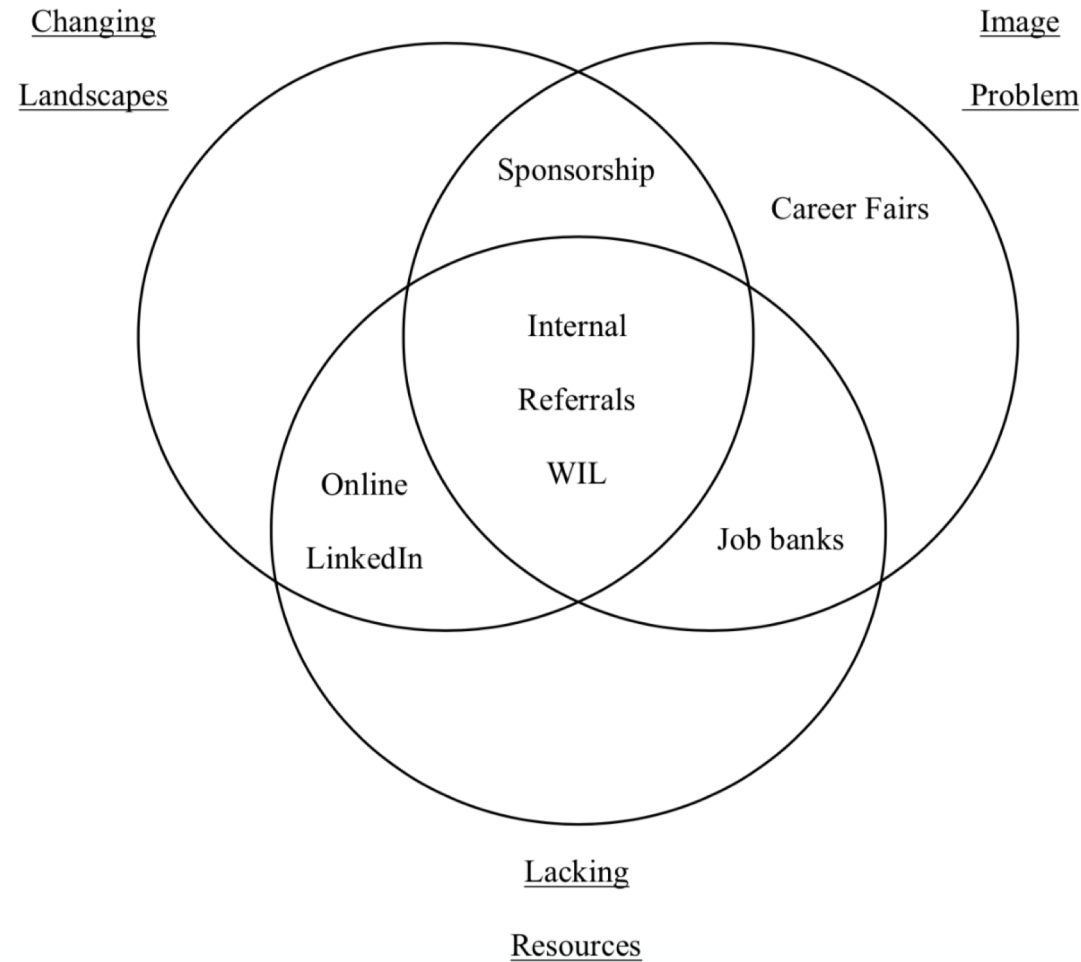 Changing
Landscapes
Image
Problem
Sponsorship
Career Fairs
Internal
Referrals
WIL
Online
LinkedIn
Job banks
Lacking
Resources